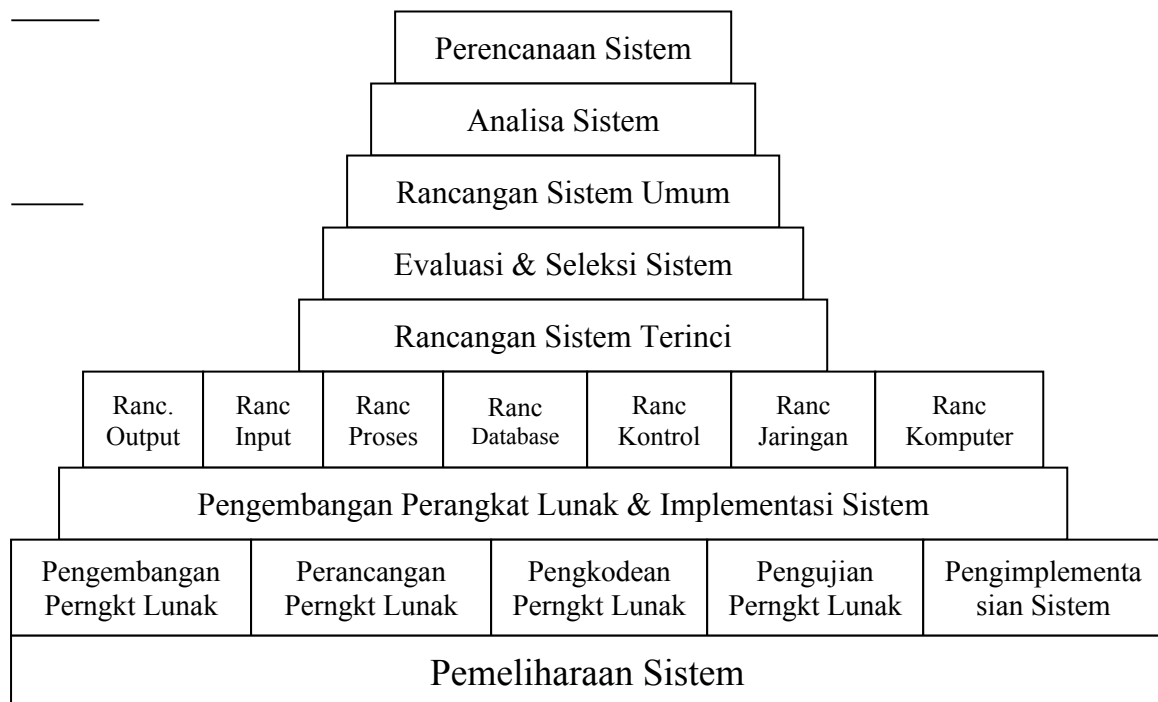 Perencanaan Sistem
Analisa Sistem
Rancangan Sistem Umum
Evaluasi & Seleksi Sistem
Rancangan Sistem Terinci
Ranc.
Output
Ranc
Input
Ranc
Proses
Ranc
Database
Ranc
Kontrol
Ranc
Jaringan
Ranc
Komputer
Pengembangan Perangkat Lunak & Implementasi Sistem
Pengembangan
Perngkt Lunak
Perancangan
Perngkt Lunak
Pengkodean
Perngkt Lunak
Pengujian
Perngkt Lunak
Pengimplementa
sian Sistem
Pemeliharaan Sistem